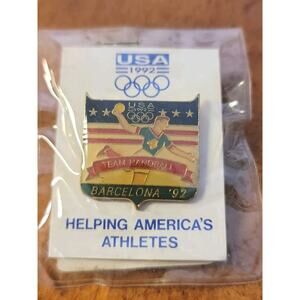 USA
1992
USA
TEAM HANDBALL
BARCELONA '92
HELPING AMERICA'S
ATHLETES